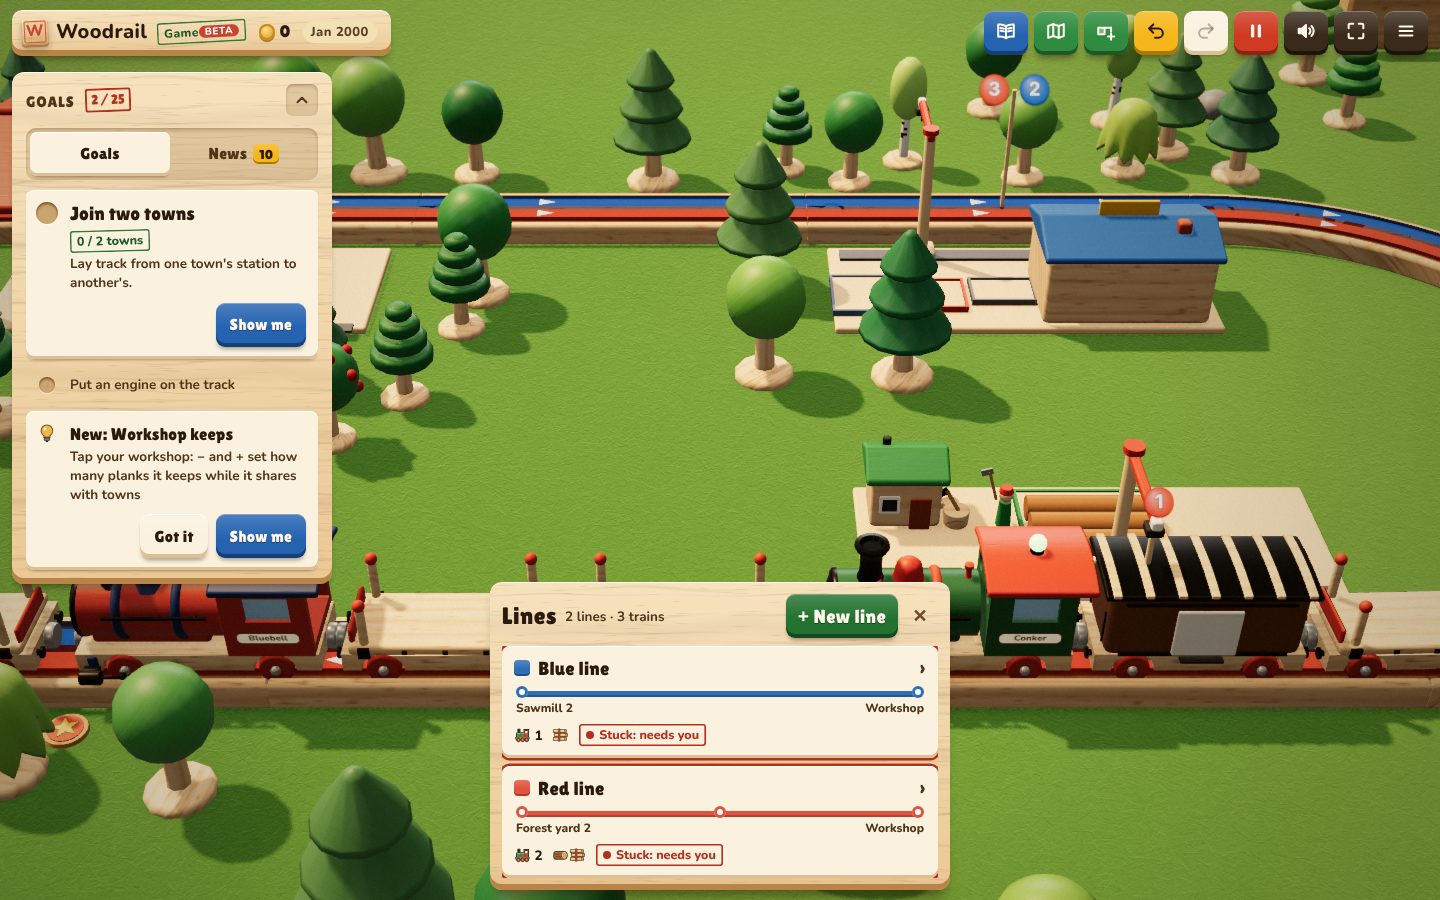 W Woodrail Game BETA 0 Jan 2000
GOALS 2 / 25
Goals News 10
Join two towns
0 / 2 towns
Lay track from one town's station to
another's.
Show me
Put an engine on the track
New: Workshop keeps
Tap your workshop: – and + set how
many planks it keeps while it shares
with towns
Got it Show me
3 2
1
Bluebell
Conker
Lines 2 lines · 3 trains + New line ×
Blue line ›
Sawmill 2 Workshop
1 Stuck: needs you
Red line ›
Forest yard 2 Workshop
2 Stuck: needs you